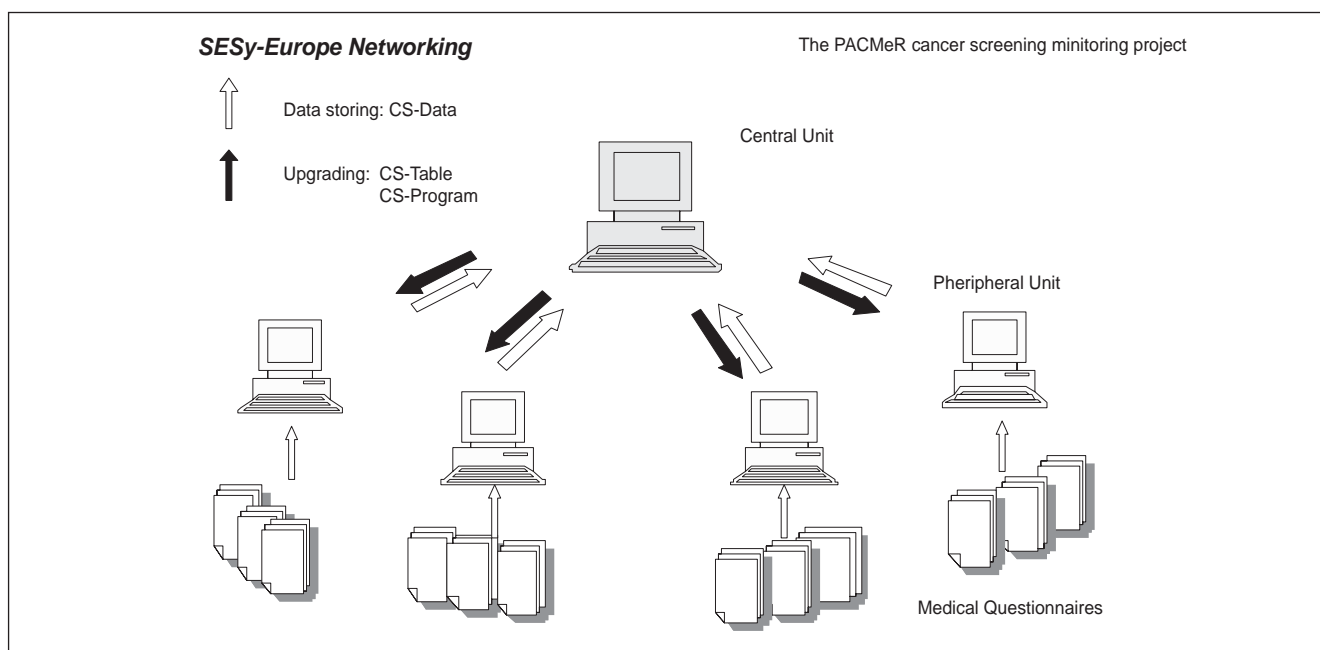 SESy-Europe Networking
The PACMeR cancer screening minitoring project
Data storing: CS-Data
Central Unit
Upgrading: CS-Table
CS-Program
Pheripheral Unit
Medical Questionnaires